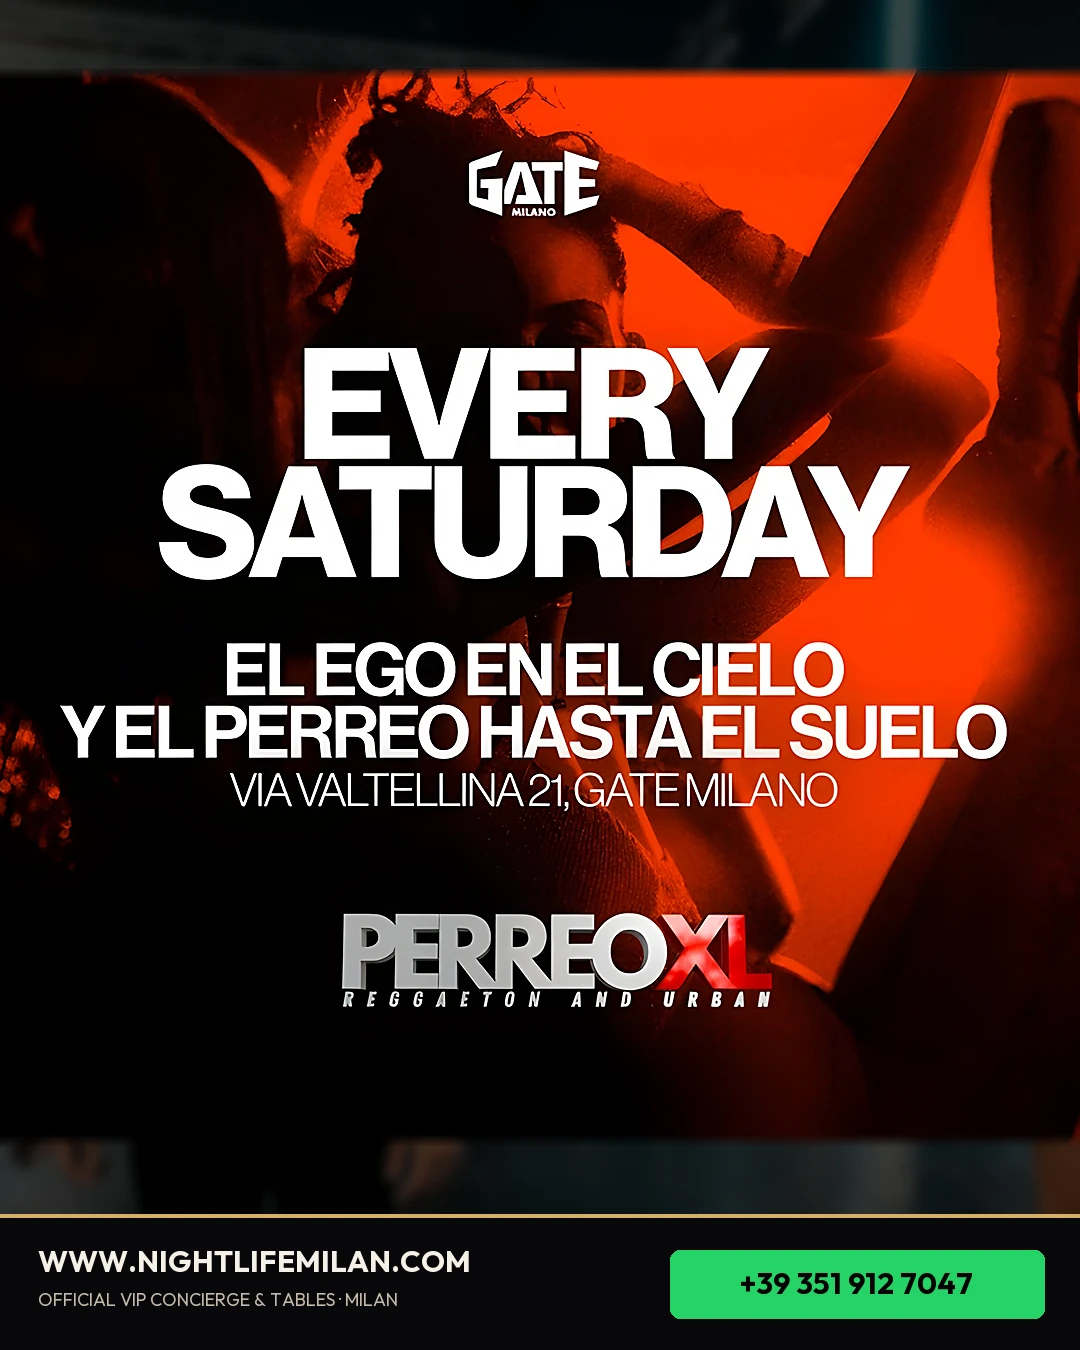 GATE
MILANO
EVERY
SATURDAY
EL EGO EN EL CIELO
Y EL PERREO HASTA EL SUELO
VIA VALTELLINA 21, GATE MILANO
PERREOXL
REGGAETON AND URBAN
WWW.NIGHTLIFEMILAN.COM
OFFICIAL VIP CONCIERGE & TABLES · MILAN
+39 351 912 7047